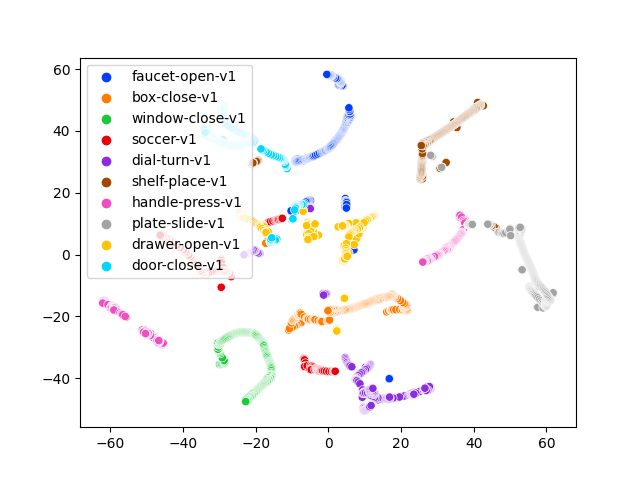 60
40
20
0
−20
−40
−60 −40 −20 0 20 40 60
faucet-open-v1
box-close-v1
window-close-v1
soccer-v1
dial-turn-v1
shelf-place-v1
handle-press-v1
plate-slide-v1
drawer-open-v1
door-close-v1